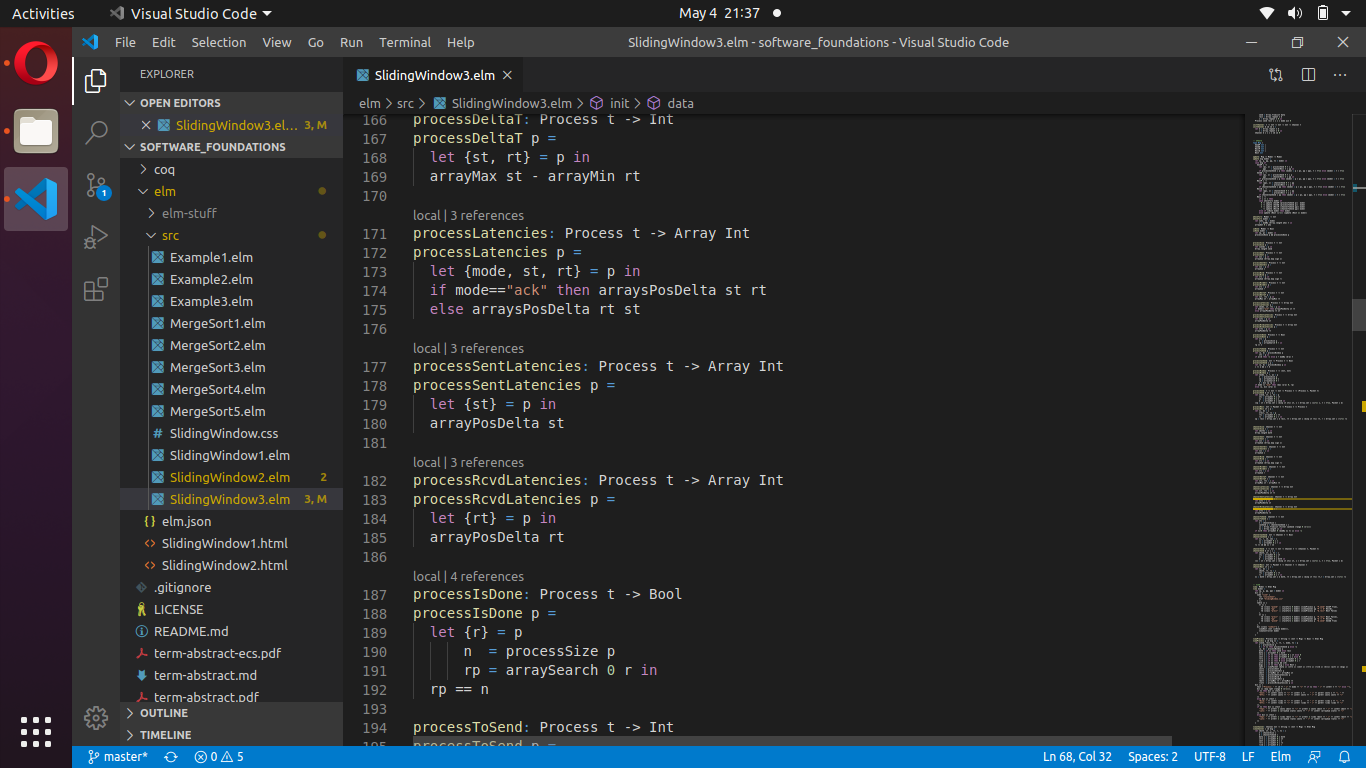 Activities
Visual Studio Code
May 4 21:37
File Edit Selection View Go Run Terminal Help
SlidingWindow3.elm - software_foundations - Visual Studio Code
EXPLORER
OPEN EDITORS
SlidingWindow3.el... 3, M
SOFTWARE_FOUNDATIONS
coq
elm
elm-stuff
src
Example1.elm
Example2.elm
Example3.elm
MergeSort1.elm
MergeSort2.elm
MergeSort3.elm
MergeSort4.elm
MergeSort5.elm
SlidingWindow.css
SlidingWindow1.elm
SlidingWindow2.elm 2
SlidingWindow3.elm 3, M
elm.json
SlidingWindow1.html
SlidingWindow2.html
.gitignore
LICENSE
README.md
term-abstract-ecs.pdf
term-abstract.md
term-abstract.pdf
OUTLINE
TIMELINE
1
SlidingWindow3.elm
elm > src > SlidingWindow3.elm > init > data
166 processDeltaT: Process t -> Int
167 processDeltaT p =
168 let {st, rt} = p in
169 arrayMax st - arrayMin rt
170
local | 3 references
171 processLatencies: Process t -> Array Int
172 processLatencies p =
173 let {mode, st, rt} = p in
174 if mode=="ack" then arraysPosDelta st rt
175 else arraysPosDelta rt st
176
local | 3 references
177 processSentLatencies: Process t -> Array Int
178 processSentLatencies p =
179 let {st} = p in
180 arrayPosDelta st
181
local | 3 references
182 processRcvdLatencies: Process t -> Array Int
183 processRcvdLatencies p =
184 let {rt} = p in
185 arrayPosDelta rt
186
local | 4 references
187 processIsDone: Process t -> Bool
188 processIsDone p =
189 let {r} = p
190 n = processSize p
191 rp = arraySearch 0 r in
192 rp == n
193
194 processToSend: Process t -> Int
195 processToSend p =
master* 0 5
Ln 68, Col 32 Spaces: 2 UTF-8 LF Elm